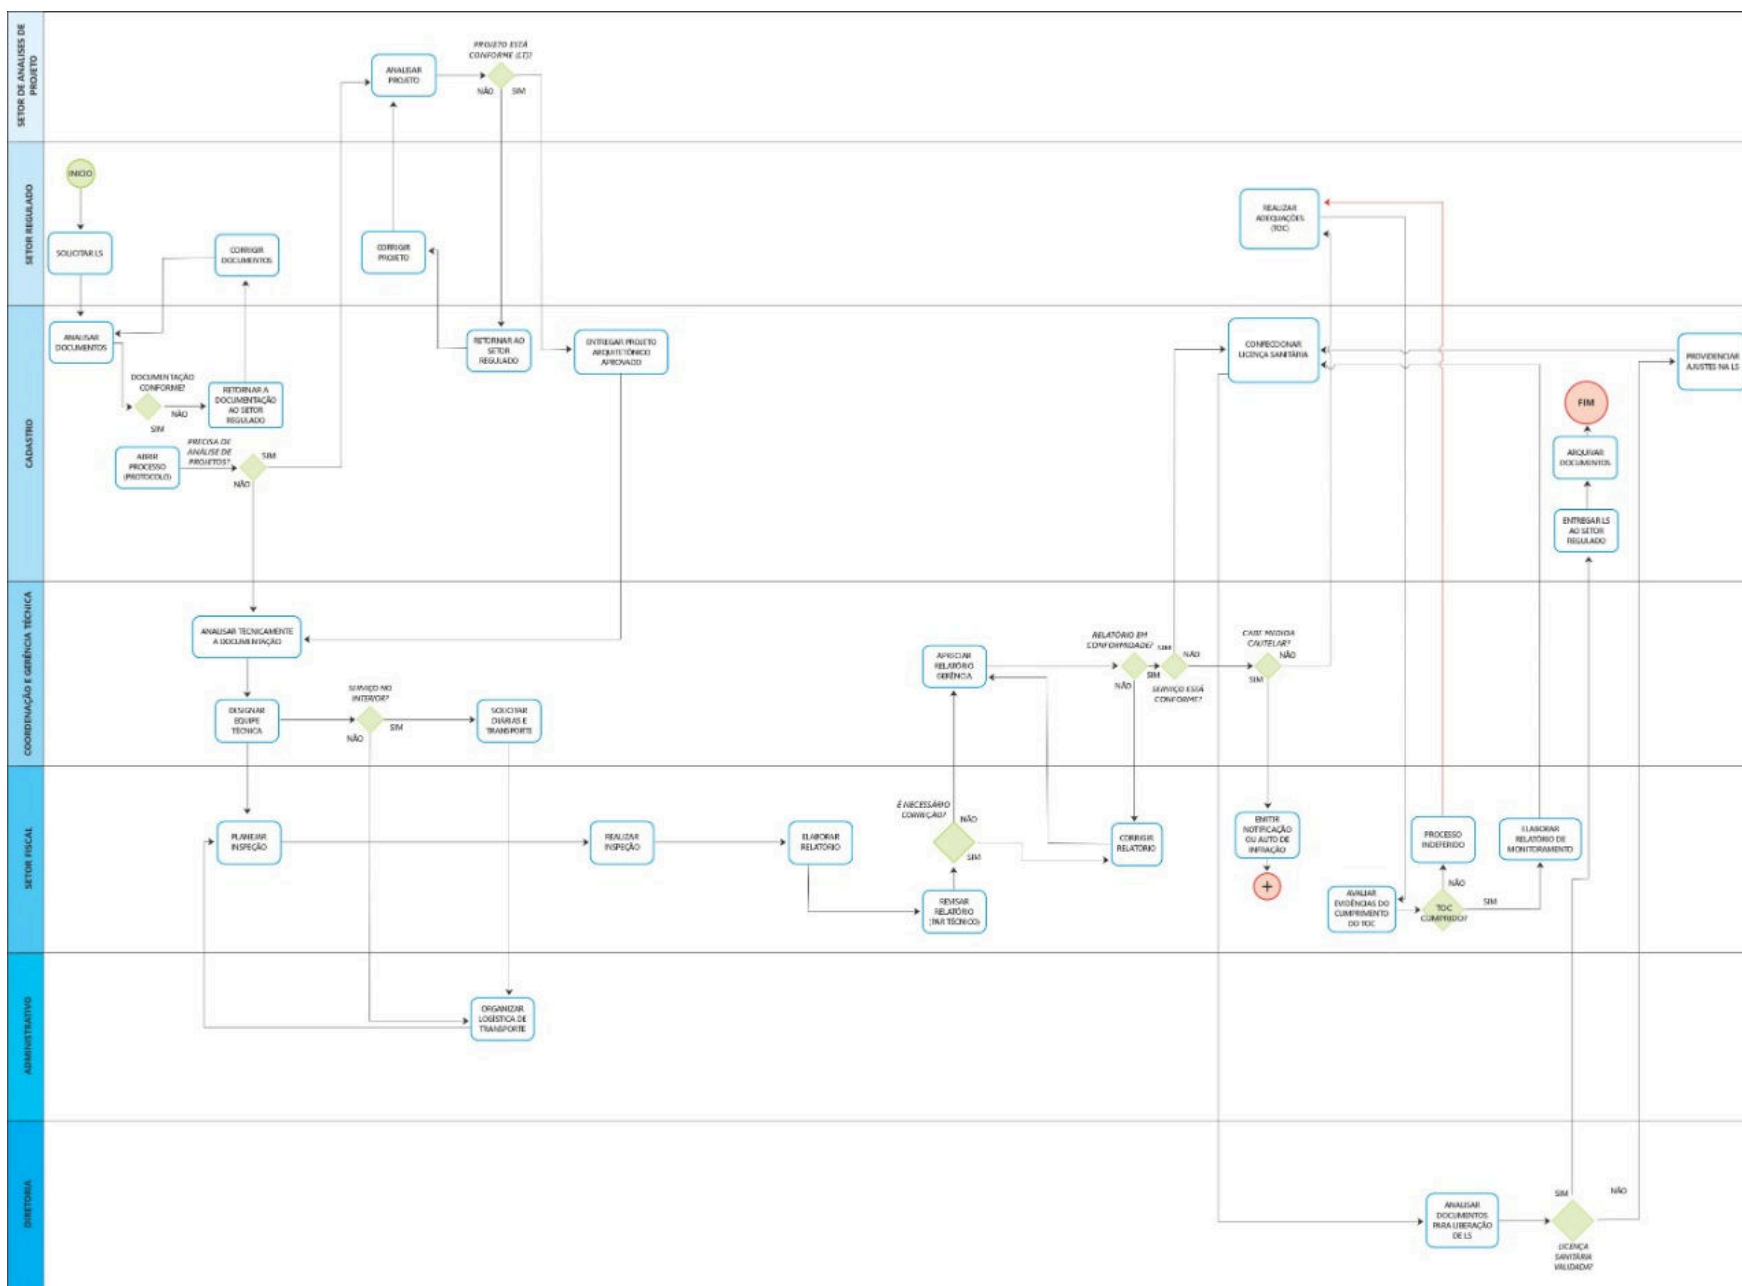 SETOR DE ANALISES DE
PROJETO
PROJETO ESTÁ
CONFORME (LT)?
ANALISAR
PROJETO
NÃO
SIM
SETOR REGULADO
INICIO
SOLICITAR LS
CORRIGIR
DOCUMENTOS
CORRIGIR
PROJETO
REALIZAR
ADEQUAÇÕES
(TOC)
CADASTRO
ANALISAR
DOCUMENTOS
DOCUMENTAÇÃO
CONFORME?
NÃO
SIM
RETORNAR A
DOCUMENTAÇÃO
AO SETOR
REGULADO
RETORNAR AO
SETOR
REGULADO
ENTREGAR PROJETO
ARQUITETÔNICO
APROVADO
ABRIR
PROCESSO
(PROTOCOLO)
PRECISA DE
ANÁLISE DE
PROJETOS?
SIM
NÃO
CONFECCIONAR
LICENÇA SANITÁRIA
PROVIDENCIAR
AJUSTES NA LS
FIM
ARQUIVAR
DOCUMENTOS
ENTREGAR LS
AO SETOR
REGULADO
COORDENAÇÃO E GERÊNCIA TÉCNICA
ANALISAR TECNICAMENTE
A DOCUMENTAÇÃO
DESIGNAR
EQUIPE
TÉCNICA
SERVIÇO NO
INTERIOR?
NÃO
SIM
SOLICITAR
DIÁRIAS E
TRANSPORTE
APRECIAR
RELATÓRIO
GERÊNCIA
RELATÓRIO EM
CONFORMIDADE?
NÃO
SIM
SIM
NÃO
SERVIÇO ESTÁ
CONFORME?
CABE MEDIDA
CAUTELAR?
NÃO
SIM
SETOR FISCAL
PLANEJAR
INSPEÇÃO
REALIZAR
INSPEÇÃO
ELABORAR
RELATÓRIO
É NECESSÁRIO
CORREÇÃO?
NÃO
SIM
REVISAR
RELATÓRIO
(PAR TÉCNICO)
CORRIGIR
RELATÓRIO
EMITIR
NOTIFICAÇÃO
OU AUTO DE
INFRAÇÃO
+
AVALIAR
EVIDÊNCIAS DO
CUMPRIMENTO
DO TOC
PROCESSO
INDEFERIDO
NÃO
TOC
COMPRIDO?
SIM
ELABORAR
RELATÓRIO DE
MONITORAMENTO
ADMINISTRATIVO
ORGANIZAR
LOGÍSTICA DE
TRANSPORTE
DIRETORIA
ANALISAR
DOCUMENTOS
PARA LIBERAÇÃO
DE LS
SIM
NÃO
LICENÇA
SANITÁRIA
VALIDADA?